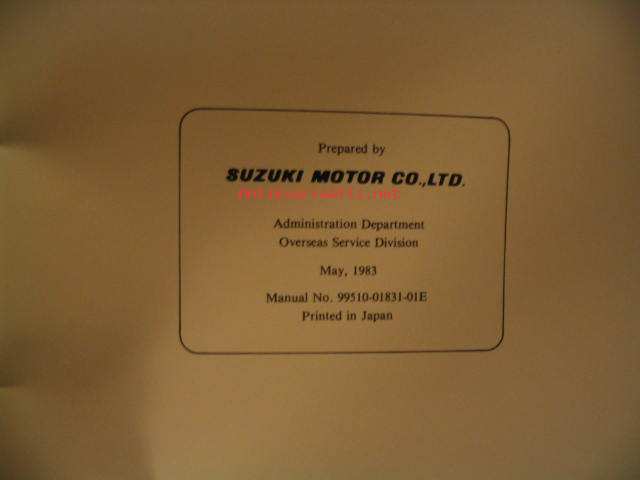 Prepared by
SUZUKI MOTOR CO.,LTD.
Administration Department
Overseas Service Division
May, 1983
Manual No. 99510-01831-01E
Printed in Japan